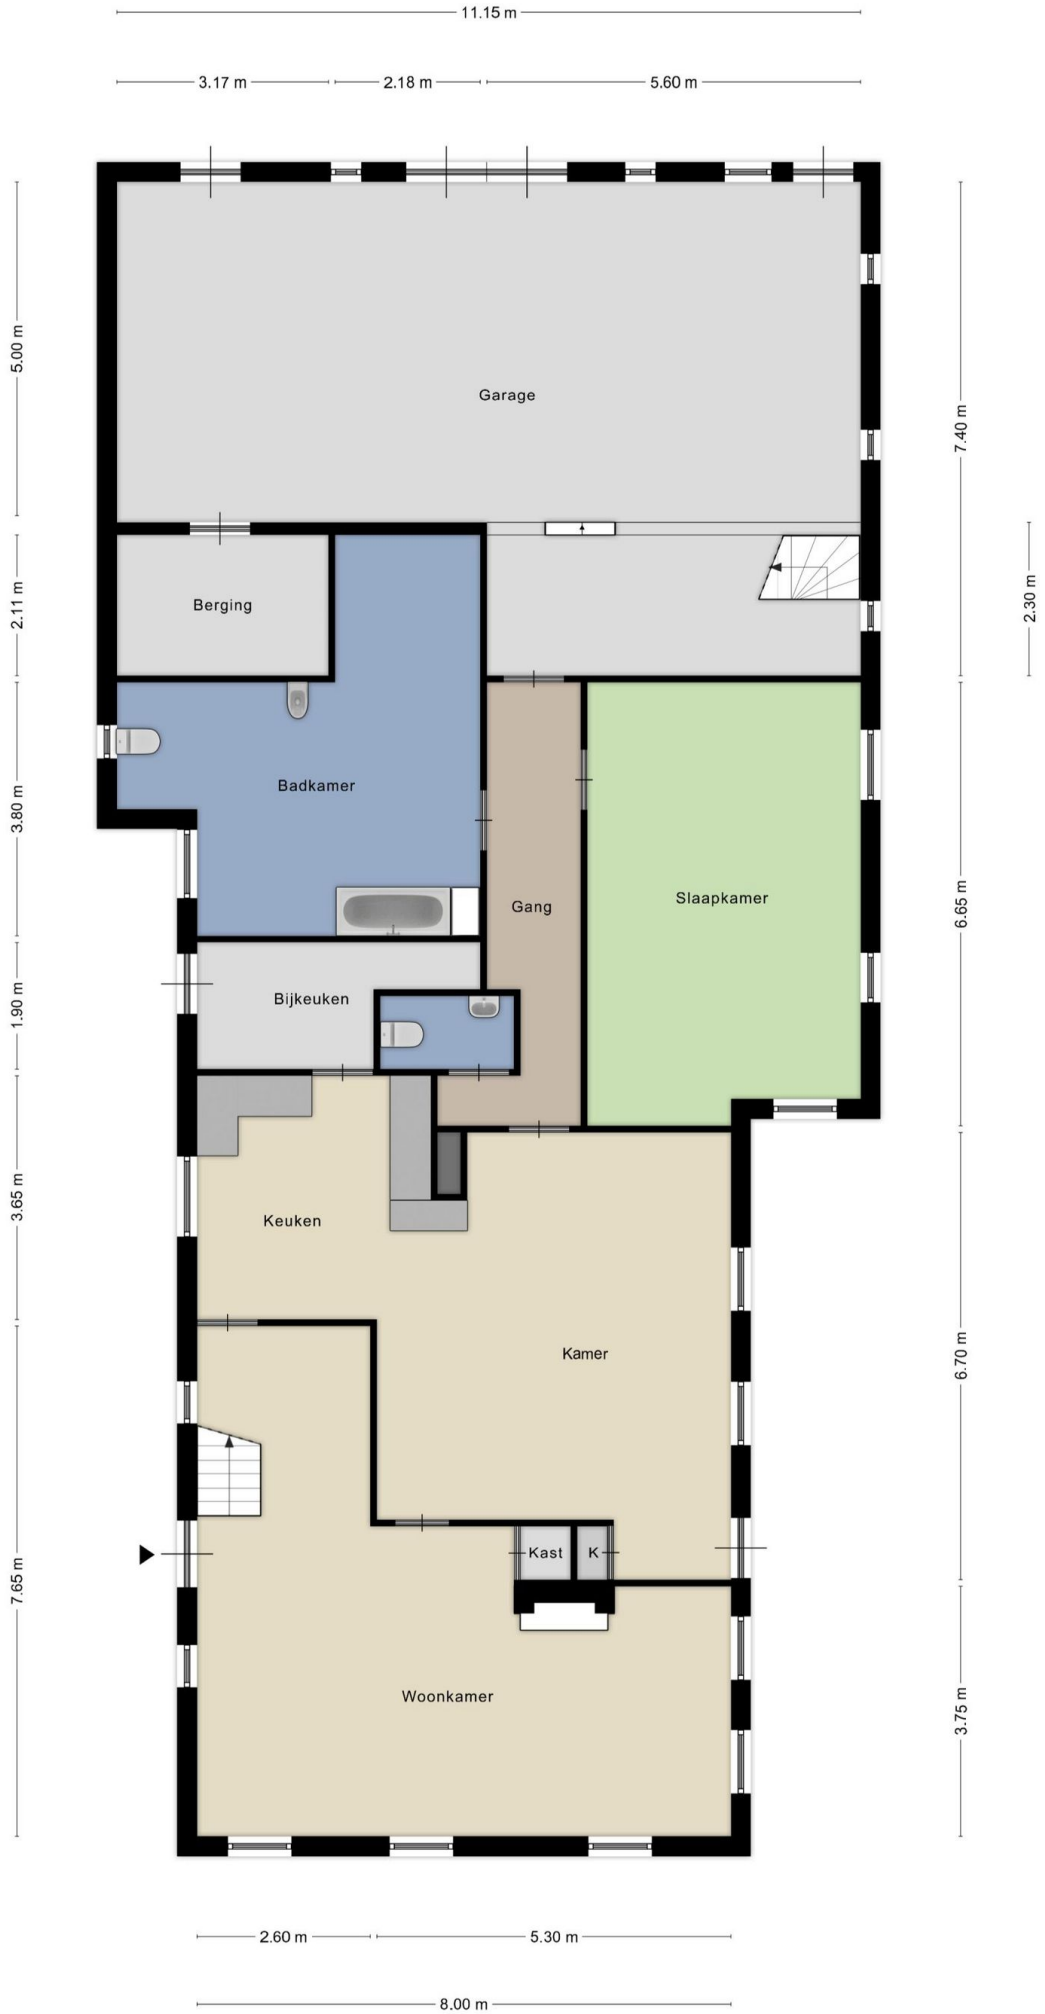 11.15 m
3.17 m
2.18 m
5.60 m
5.00 m
7.40 m
Garage
2.11 m
Berging
2.30 m
3.80 m
Badkamer
Slaapkamer
Gang
6.65 m
1.90 m
Bijkeuken
3.65 m
Keuken
Kamer
6.70 m
7.65 m
Kast
K
Woonkamer
3.75 m
2.60 m
5.30 m
8.00 m